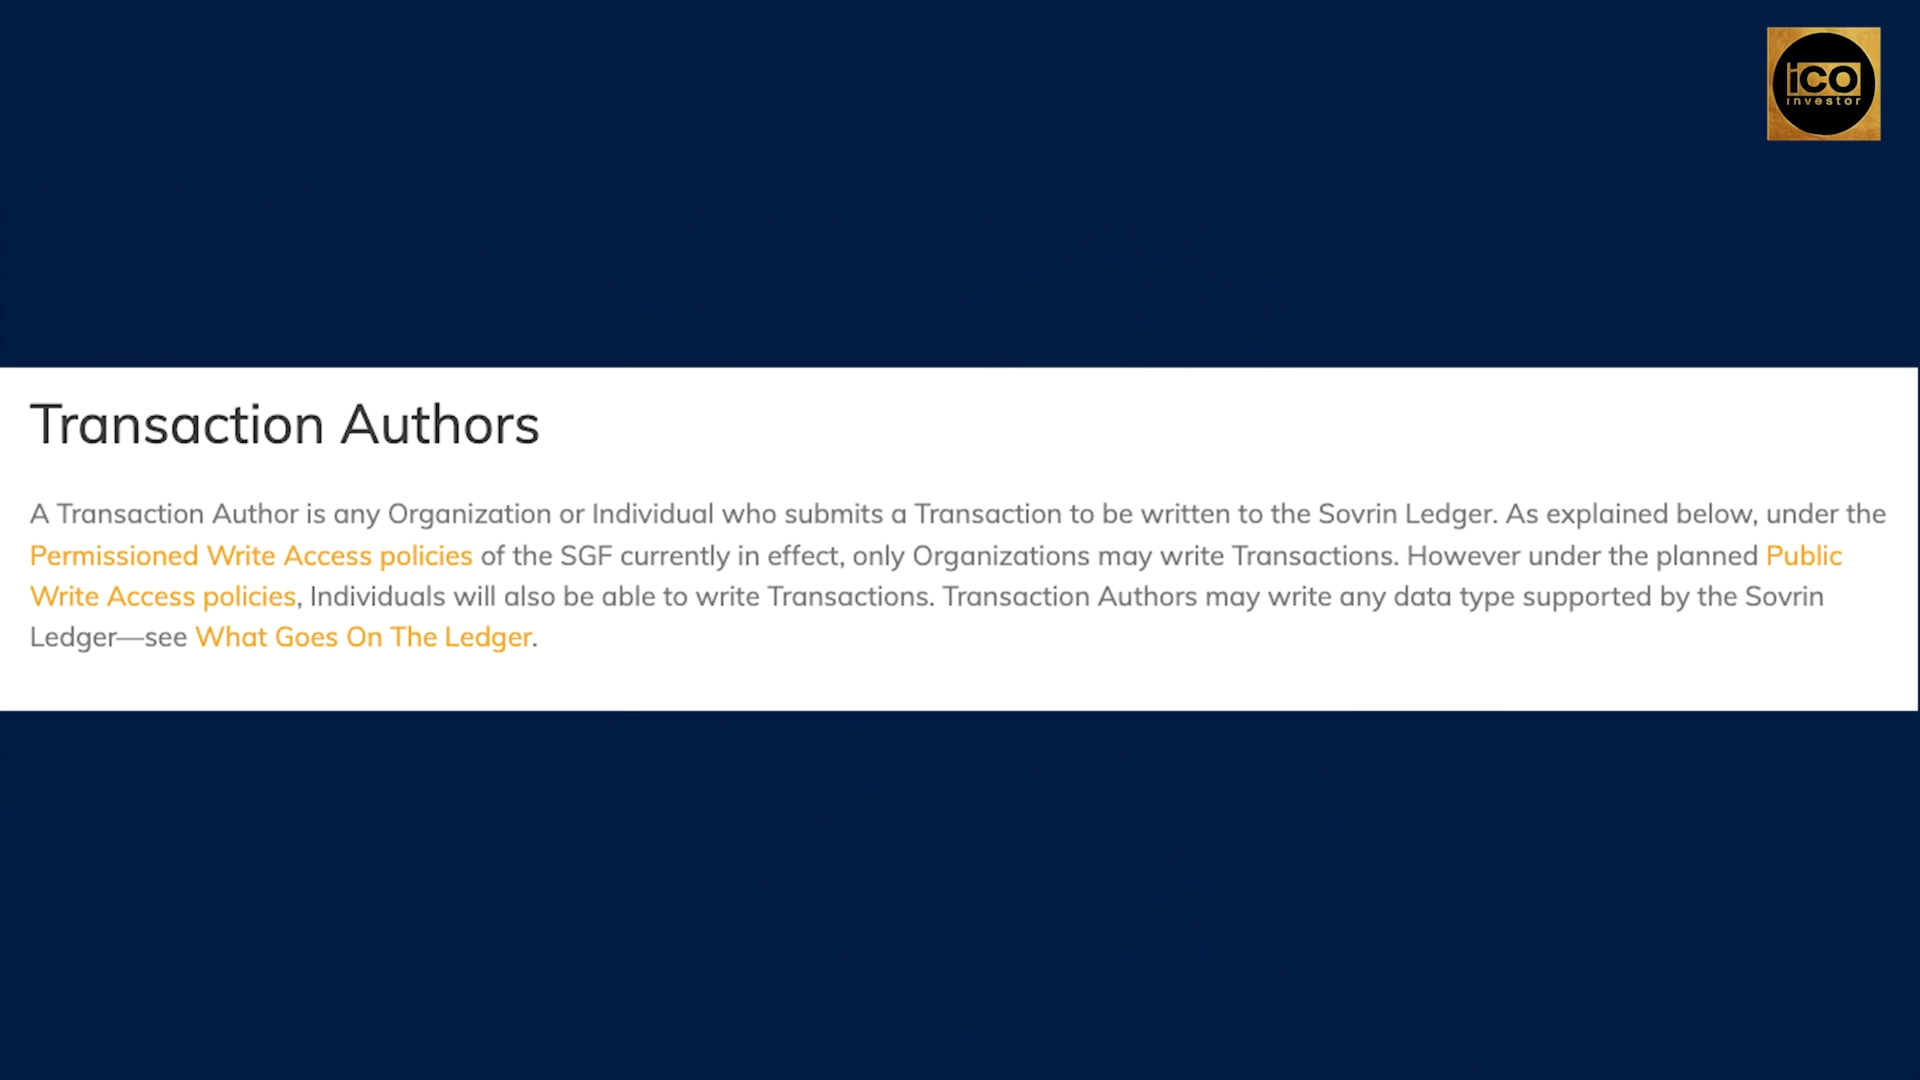 iCO
investor
Transaction Authors
A Transaction Author is any Organization or Individual who submits a Transaction to be written to the Sovrin Ledger. As explained below, under the
Permissioned Write Access policies of the SGF currently in effect, only Organizations may write Transactions. However under the planned Public
Write Access policies, Individuals will also be able to write Transactions. Transaction Authors may write any data type supported by the Sovrin
Ledger—see What Goes On The Ledger.